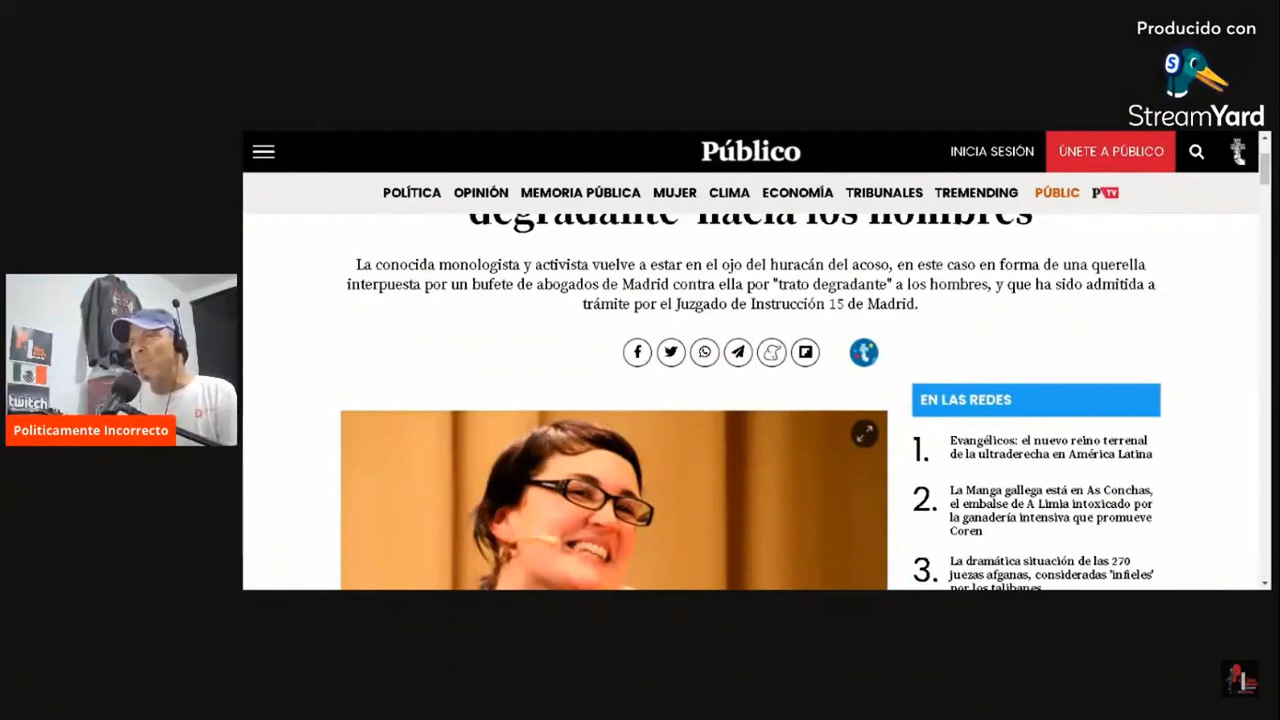 Producido con
StreamYard
Público
INICIA SESIÓN
ÚNETE A PÚBLICO
POLÍTICA OPINIÓN MEMORIA PÚBLICA MUJER CLIMA ECONOMÍA TRIBUNALES TREMENDING PÚBLIC P TV
degradante' hacia los hombres
La conocida monologista y activista vuelve a estar en el ojo del huracán del acoso, en este caso en forma de una querella
interpuesta por un bufete de abogados de Madrid contra ella por "trato degradante" a los hombres, y que ha sido admitida a
trámite por el Juzgado de Instrucción 15 de Madrid.
EN LAS REDES
1. Evangélicos: el nuevo reino terrenal
de la ultraderecha en América Latina
2. La Manga gallega está en As Conchas,
el embalse de A Limia intoxicado por
la ganadería intensiva que promueve
Coren
3. La dramática situación de las 270
juezas afganas, consideradas 'infieles'
por los talibanes
twitch
Politicamente Incorrecto